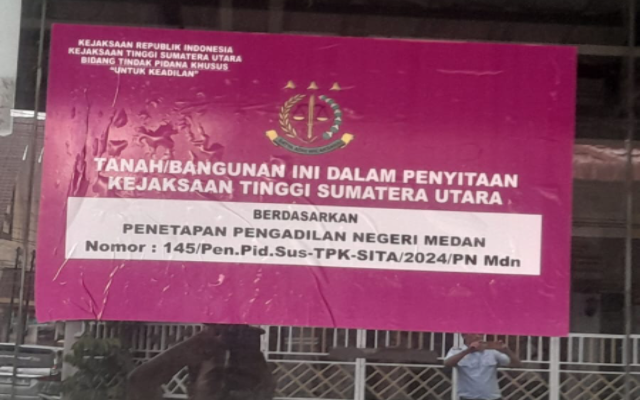 KEJAKSAAN REPUBLIK INDONESIA
KEJAKSAAN TINGGI SUMATERA UTARA
BIDANG TINDAK PIDANA KHUSUS
"UNTUK KEADILAN"
TANAH/BANGUNAN INI DALAM PENYITAAN
KEJAKSAAN TINGGI SUMATERA UTARA
BERDASARKAN
PENETAPAN PENGADILAN NEGERI MEDAN
Nomor : 145/Pen.Pid.Sus-TPK-SITA/2024/PN Mdn